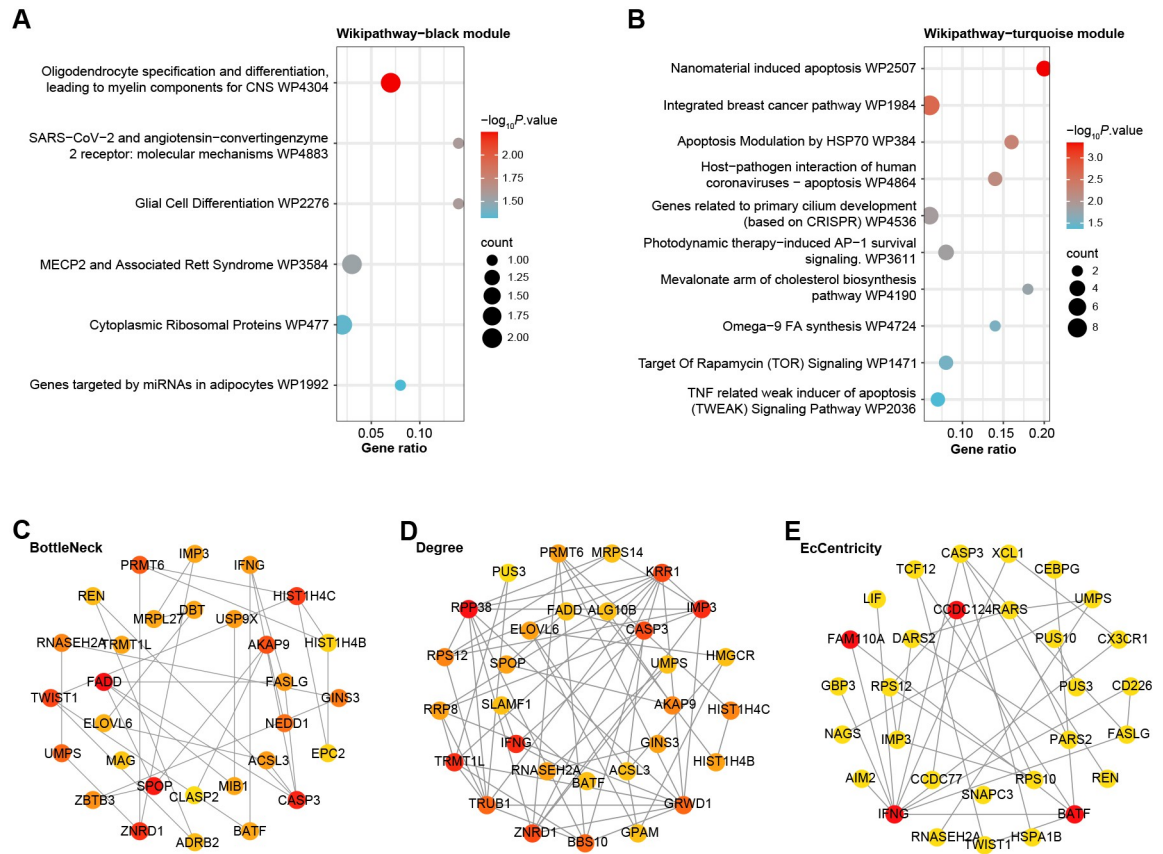 A
Wikipathway−black module
Oligodendrocyte specification and differentiation,
leading to myelin components for CNS WP4304
SARS−CoV−2 and angiotensin−convertingenzyme
2 receptor: molecular mechanisms WP4883
Glial Cell Differentiation WP2276
MECP2 and Associated Rett Syndrome WP3584
Cytoplasmic Ribosomal Proteins WP477
Genes targeted by miRNAs in adipocytes WP1992
0.05 0.10
Gene ratio
−log10P.value
2.00
1.75
1.50
count
1.00
1.25
1.50
1.75
2.00
B
Wikipathway−turquoise module
Nanomaterial induced apoptosis WP2507
Integrated breast cancer pathway WP1984
Apoptosis Modulation by HSP70 WP384
Host−pathogen interaction of human
coronaviruses − apoptosis WP4864
Genes related to primary cilium development
(based on CRISPR) WP4536
Photodynamic therapy−induced AP−1 survival
signaling. WP3611
Mevalonate arm of cholesterol biosynthesis
pathway WP4190
Omega−9 FA synthesis WP4724
Target Of Rapamycin (TOR) Signaling WP1471
TNF related weak inducer of apoptosis
(TWEAK) Signaling Pathway WP2036
0.10 0.15 0.20
Gene ratio
−log10P.value
3.0
2.5
2.0
1.5
count
2
4
6
8
C
BottleNeck
IMP3
PRMT6
IFNG
REN
HIST1H4C
DBT
MRPL27
USP9X
RNASEH2A
TRMT1L
AKAP9
HIST1H4B
FADD
FASLG
TWIST1
GINS3
ELOVL6
NEDD1
UMPS
MAG
ACSL3
EPC2
SPOP
MIB1
ZBTB3
CLASP2
CASP3
ZNRD1
BATF
ADRB2
D
Degree
PRMT6
MRPS14
PUS3
KRR1
RPP38
FADD
ALG10B
IMP3
ELOVL6
CASP3
RPS12
SPOP
UMPS
HMGCR
RRP8
SLAMF1
AKAP9
HIST1H4C
IFNG
GINS3
TRMT1L
RNASEH2A
ACSL3
HIST1H4B
BATF
TRUB1
GRWD1
ZNRD1
BBS10
GPAM
E
EcCentricity
CASP3
XCL1
TCF12
CEBPG
LIF
CCDC124
RARS
UMPS
FAM110A
DARS2
PUS10
CX3CR1
GBP3
RPS12
PUS3
CD226
NAGS
IMP3
PARS2
FASLG
AIM2
CCDC77
RPS10
REN
SNAPC3
IFNG
BATF
RNASEH2A
TWIST1
HSPA1B